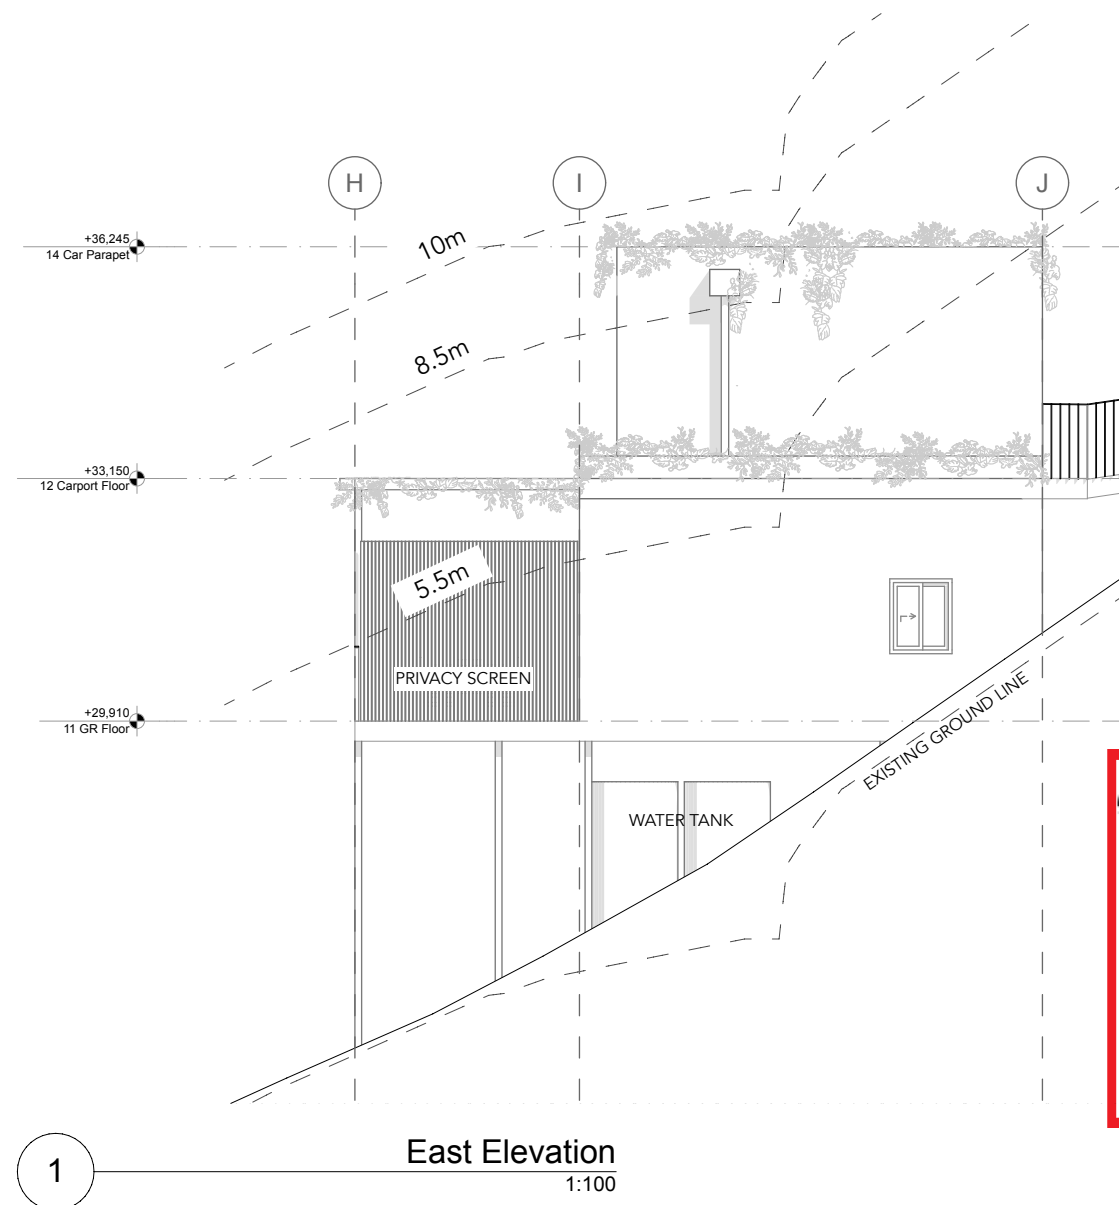 H
I
J
10m
+36,245
14 Car Parapet
8.5m
+33,150
12 Carport Floor
5.5m
PRIVACY SCREEN
+29,910
11 GR Floor
EXISTING GROUND LINE
WATER TANK
1
East Elevation
1:100